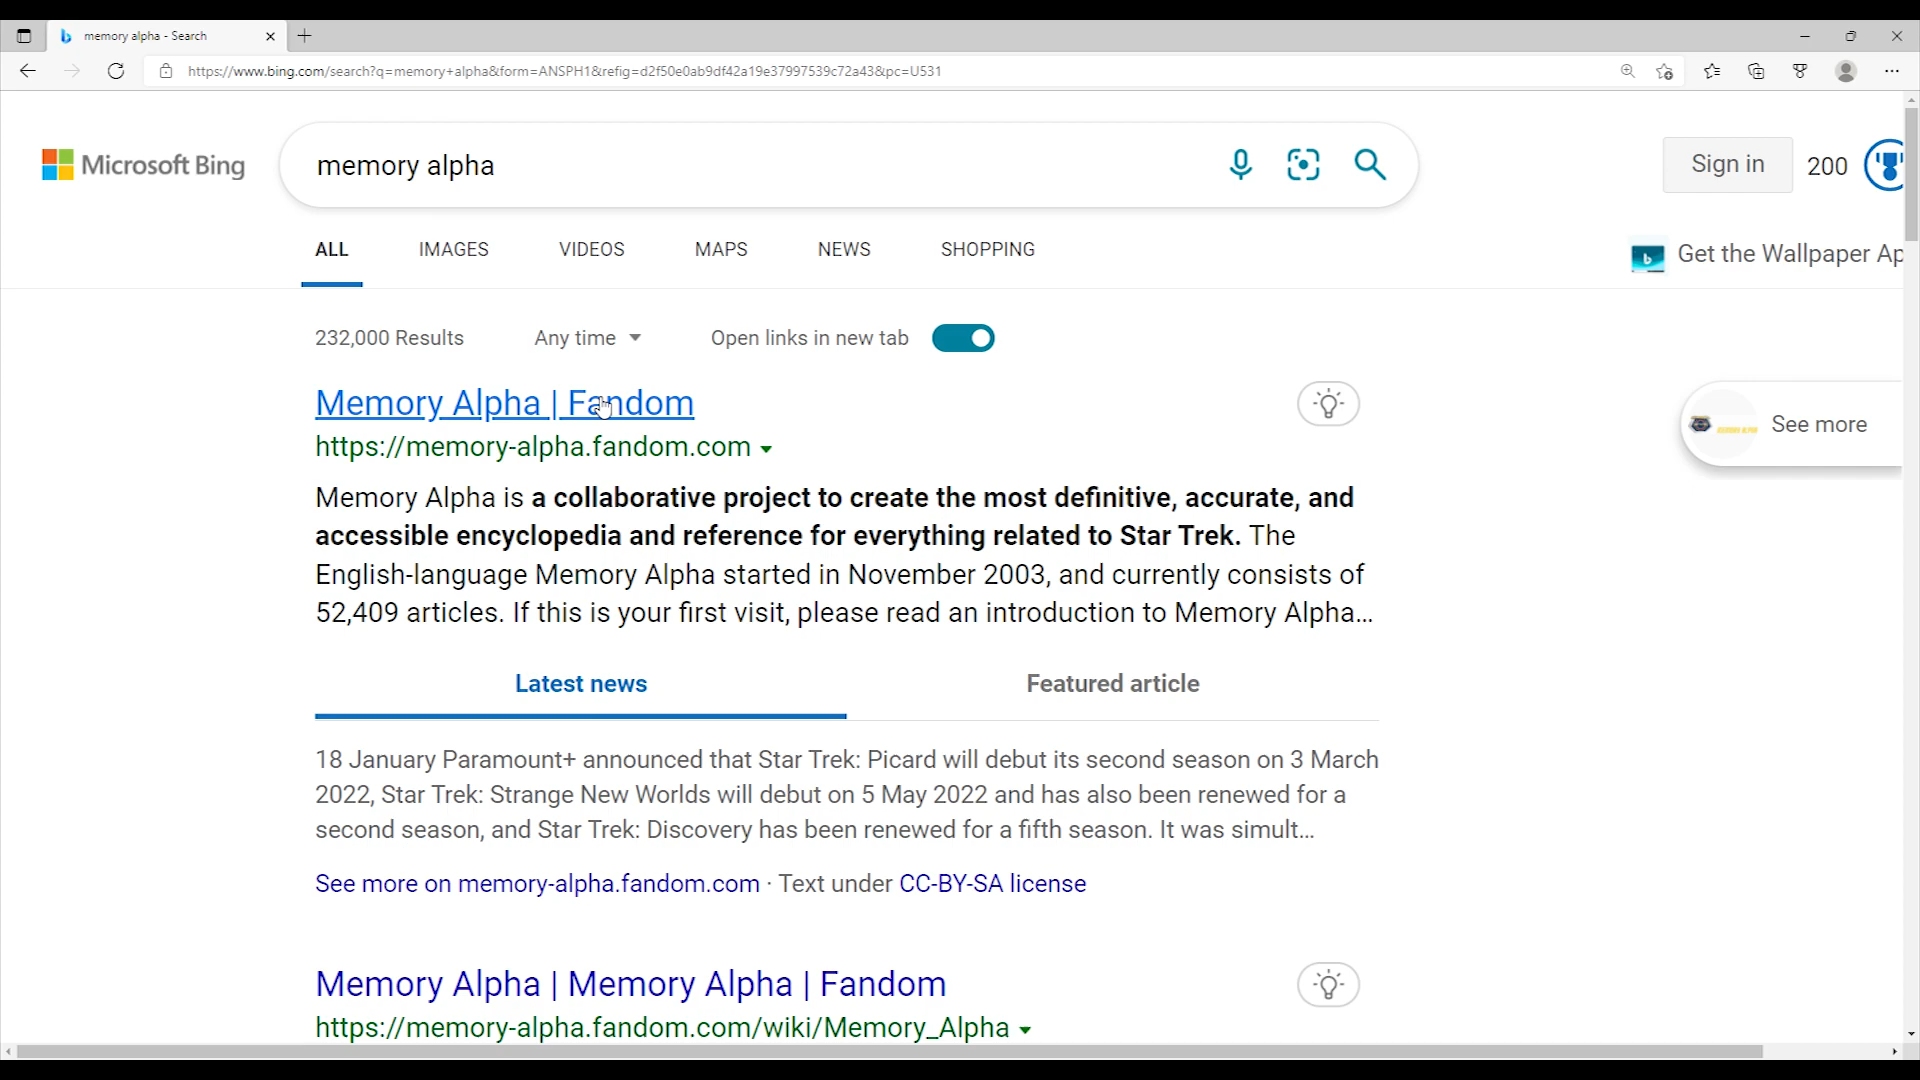 memory alpha - Search
https://www.bing.com/search?q=memory+alpha&form=ANSPH1&refig=d2f50e0ab9df42a19e37997539c72a43&pc=U531
Microsoft Bing
memory alpha
Sign in
200
ALL
IMAGES
VIDEOS
MAPS
NEWS
SHOPPING
Get the Wallpaper Ap
232,000 Results
Any time
Open links in new tab
Memory Alpha | Fandom
https://memory-alpha.fandom.com
See more
Memory Alpha is a collaborative project to create the most definitive, accurate, and
accessible encyclopedia and reference for everything related to Star Trek. The
English-language Memory Alpha started in November 2003, and currently consists of
52,409 articles. If this is your first visit, please read an introduction to Memory Alpha...
Latest news
Featured article
18 January Paramount+ announced that Star Trek: Picard will debut its second season on 3 March
2022, Star Trek: Strange New Worlds will debut on 5 May 2022 and has also been renewed for a
second season, and Star Trek: Discovery has been renewed for a fifth season. It was simult...
See more on memory-alpha.fandom.com · Text under CC-BY-SA license
Memory Alpha | Memory Alpha | Fandom
https://memory-alpha.fandom.com/wiki/Memory_Alpha